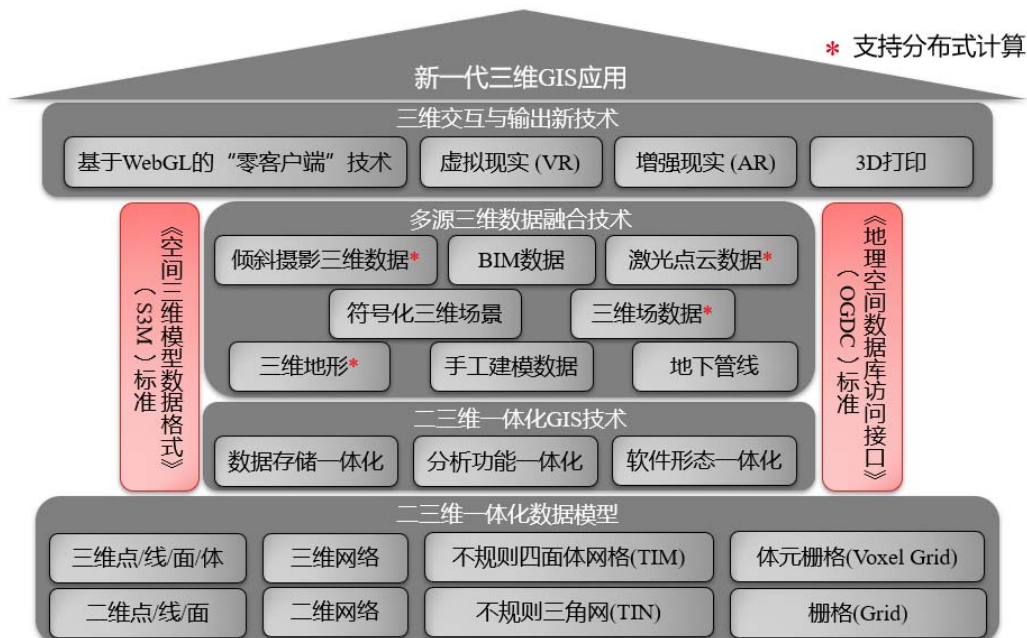 * 支持分布式计算
新一代三维GIS应用
三维交互与输出新技术
基于WebGL的“零客户端”技术
虚拟现实 (VR)
增强现实 (AR)
3D打印
《空间三维模型数据格式》
（S3M）标准
多源三维数据融合技术
倾斜摄影三维数据*
BIM数据
激光点云数据*
符号化三维场景
三维场数据*
三维地形*
手工建模数据
地下管线
《地理空间数据库访问接口》
（OGDC）标准
二三维一体化GIS技术
数据存储一体化
分析功能一体化
软件形态一体化
二三维一体化数据模型
三维点/线/面/体
三维网络
不规则四面体网格(TIM)
体元栅格(Voxel Grid)
二维点/线/面
二维网络
不规则三角网(TIN)
栅格(Grid)